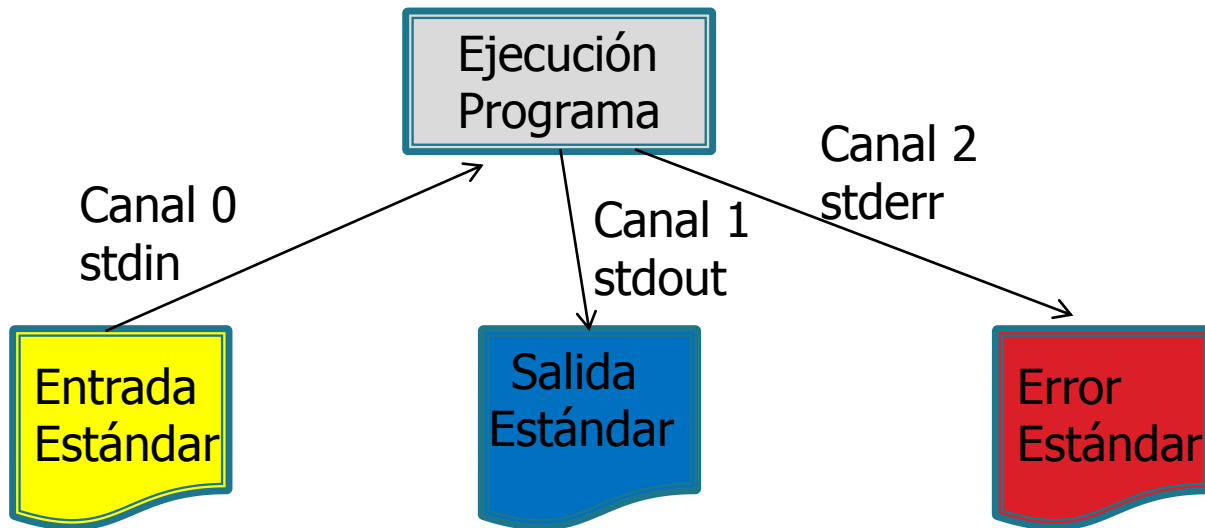 Ejecución
Programa
Canal 0
stdin
Canal 1
stdout
Canal 2
stderr
Entrada
Estándar
Salida
Estándar
Error
Estándar